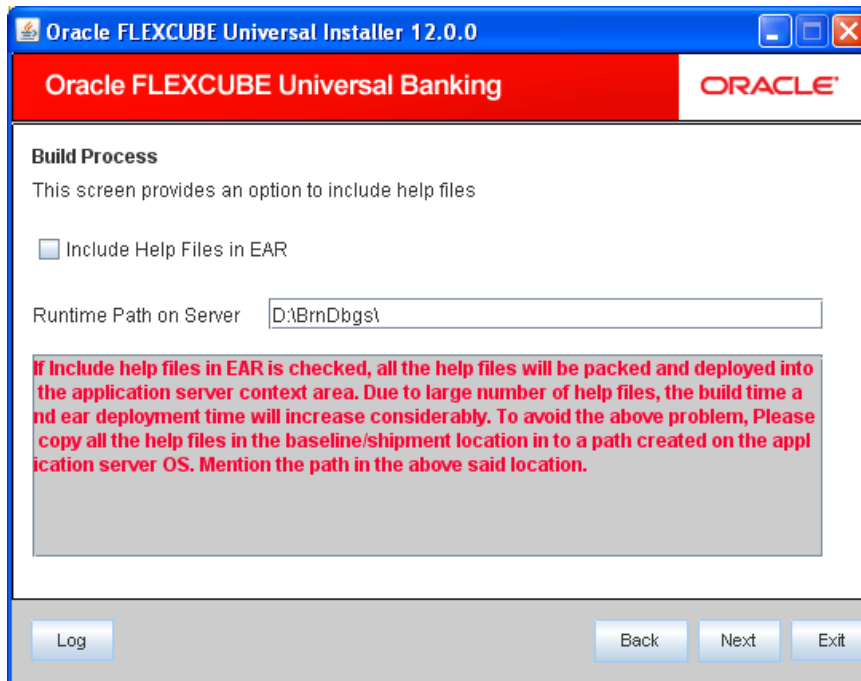 Oracle FLEXCUBE Universal Installer 12.0.0
Oracle FLEXCUBE Universal Banking
ORACLE
Build Process
This screen provides an option to include help files
Include Help Files in EAR
Runtime Path on Server D:\BrnDbgs\
If Include help files in EAR is checked, all the help files will be packed and deployed into
the application server context area. Due to large number of help files, the build time a
nd ear deployment time will increase considerably. To avoid the above problem, Please
copy all the help files in the baseline/shipment location in to a path created on the appl
ication server OS. Mention the path in the above said location.
Log Back Next Exit